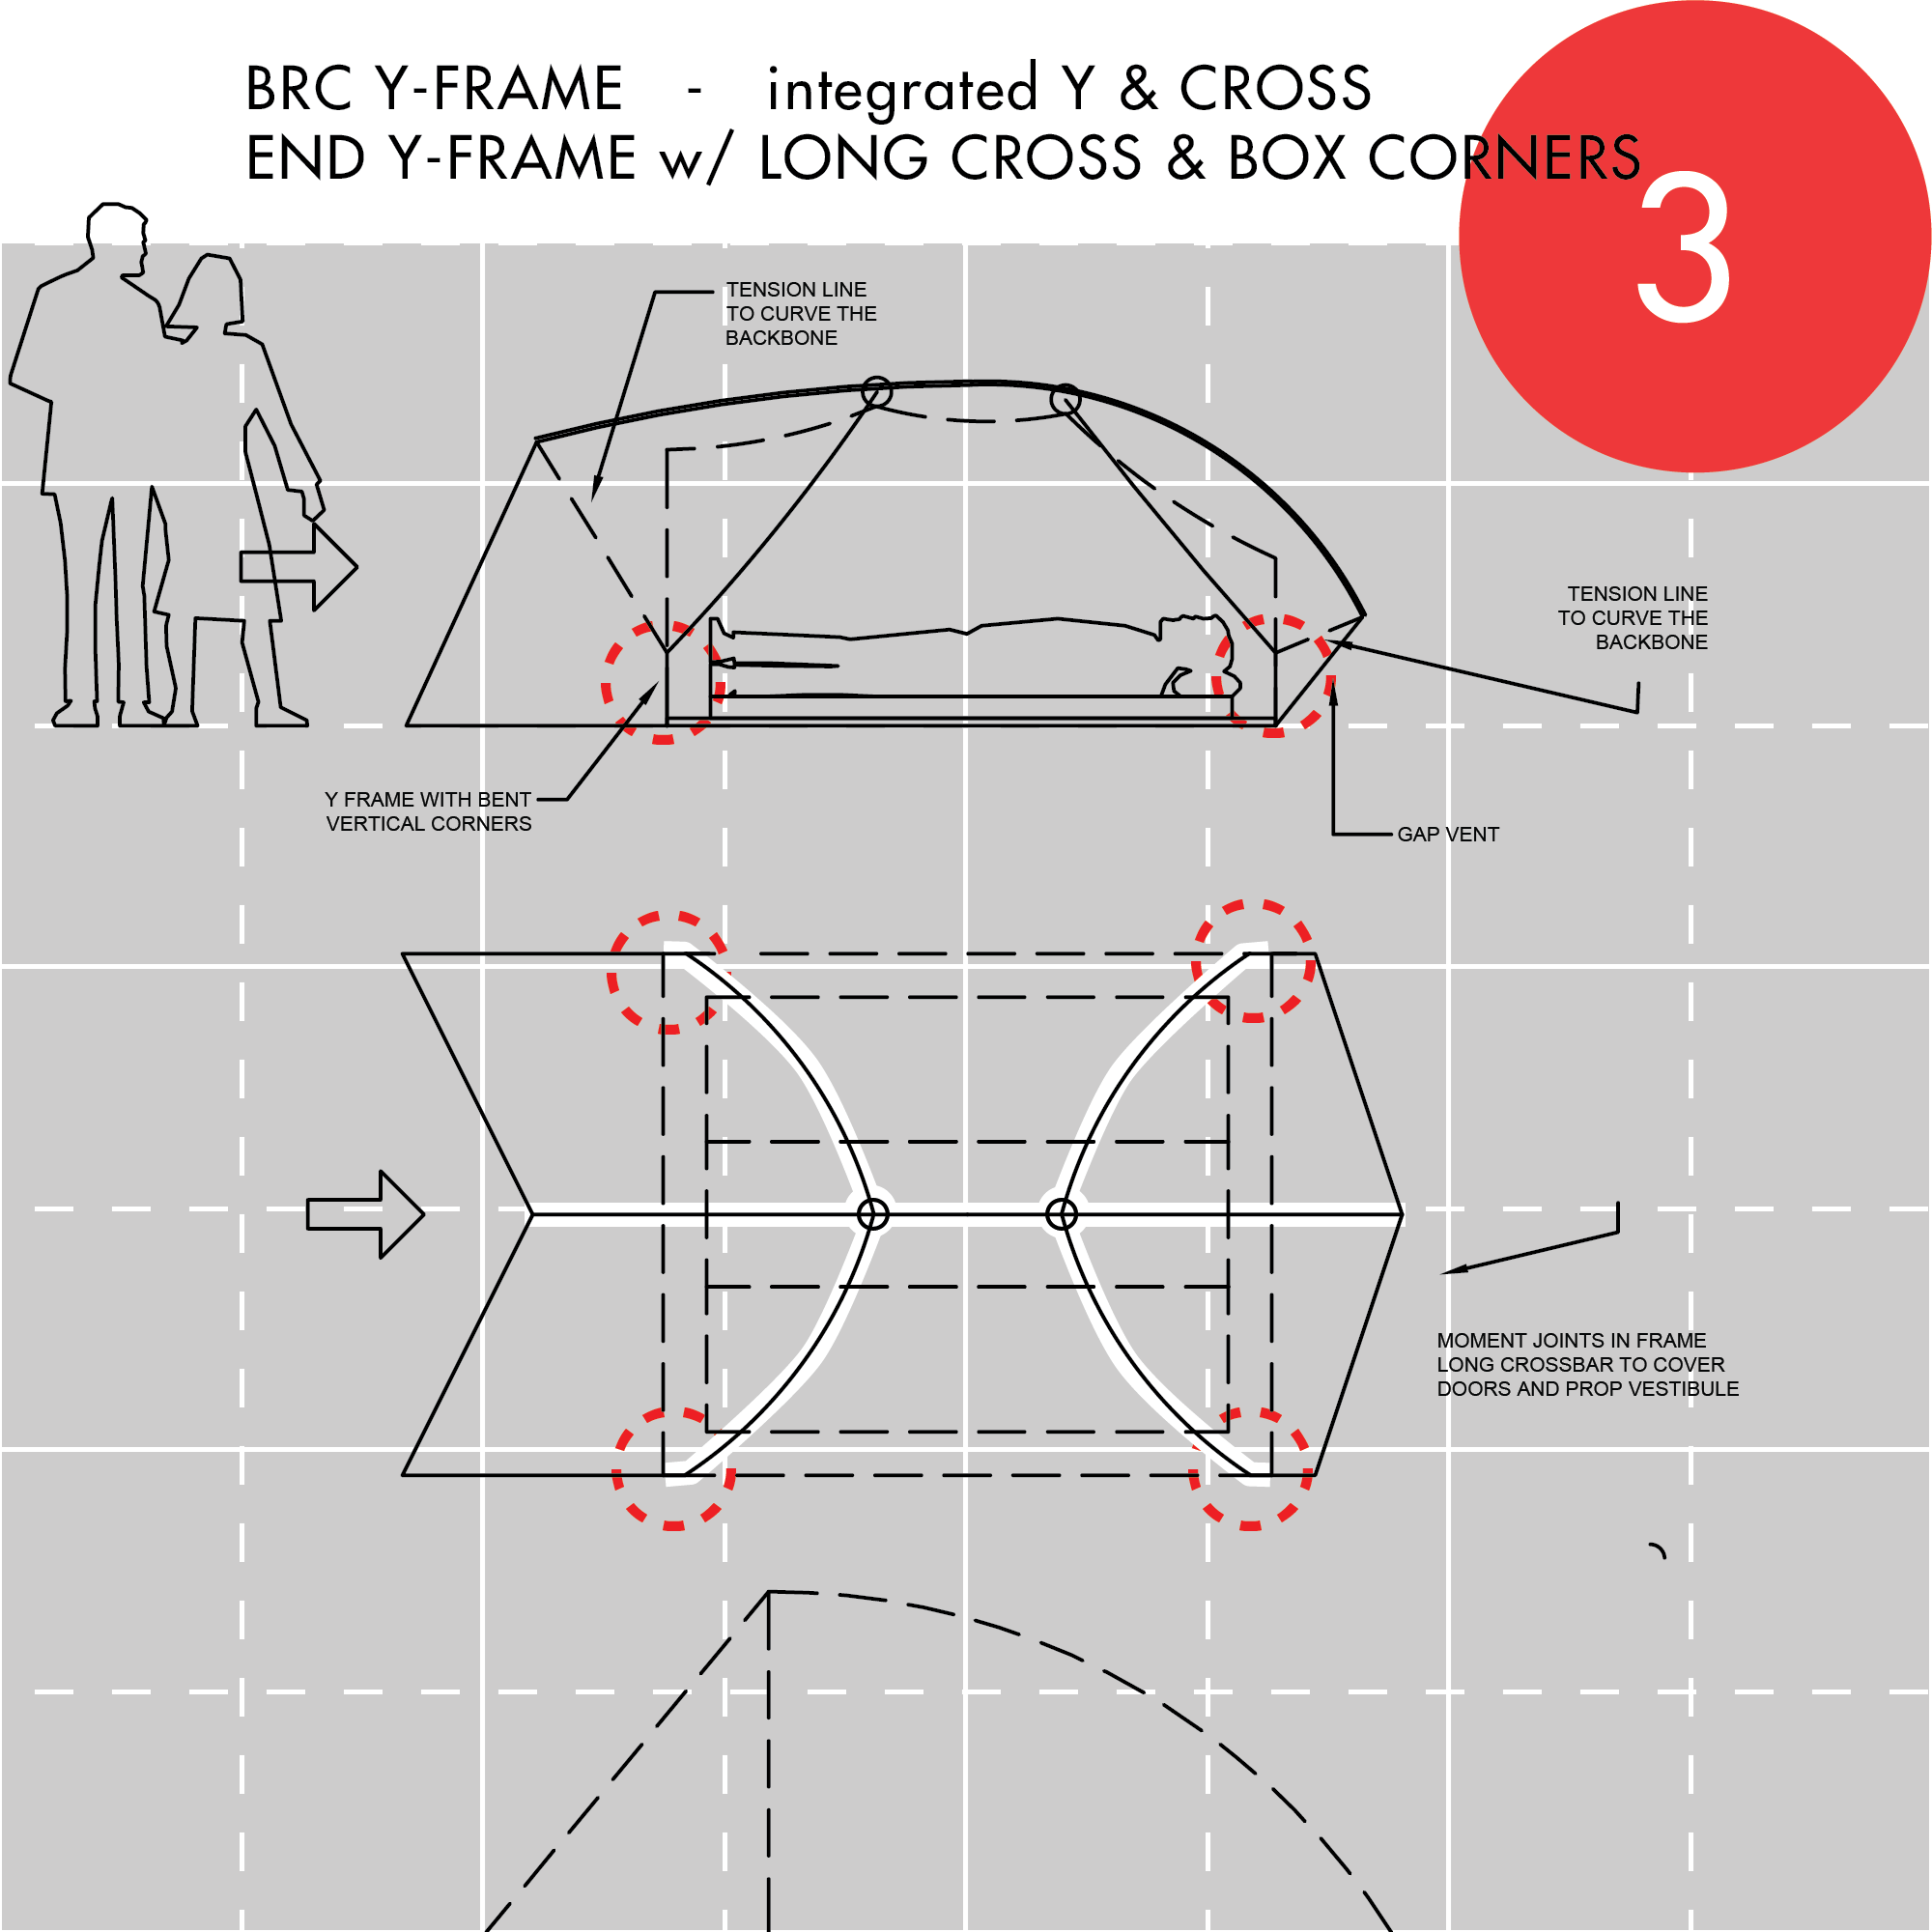 BRC Y-FRAME - integrated Y & CROSS
END Y-FRAME w/ LONG CROSS & BOX CORNERS
3
TENSION LINE
TO CURVE THE
BACKBONE
TENSION LINE
TO CURVE THE
BACKBONE
Y FRAME WITH BENT
VERTICAL CORNERS
GAP VENT
MOMENT JOINTS IN FRAME
LONG CROSSBAR TO COVER
DOORS AND PROP VESTIBULE